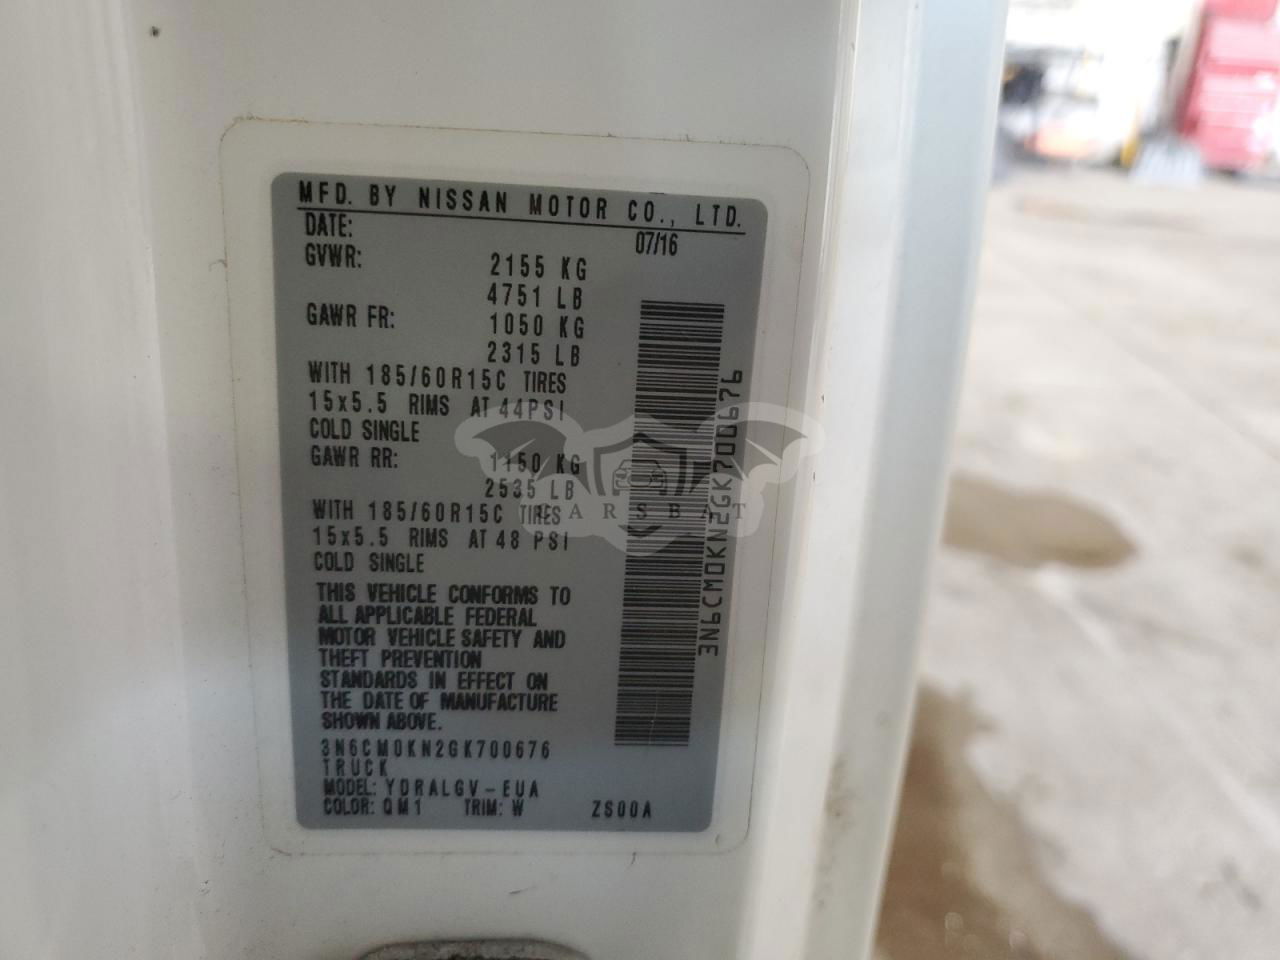 MFD. BY NISSAN MOTOR CO., LTD.
DATE: 07/16
GVWR: 2155 KG
4751 LB
GAWR FR: 1050 KG
2315 LB
WITH 185/60R15C TIRES
15x5.5 RIMS AT 44PSI
COLD SINGLE
GAWR RR: 1150 KG
2535 LB
WITH 185/60R15C TIRES
15x5.5 RIMS AT 48 PSI
COLD SINGLE
THIS VEHICLE CONFORMS TO
ALL APPLICABLE FEDERAL
MOTOR VEHICLE SAFETY AND
THEFT PREVENTION
STANDARDS IN EFFECT ON
THE DATE OF MANUFACTURE
SHOWN ABOVE.
3N6CM0KN2GK700676
TRUCK
MODEL: YDRALGV-EUA
COLOR: QM1 TRIM: W ZS00A
3N6CM0KN2GK700676
CARSBAT